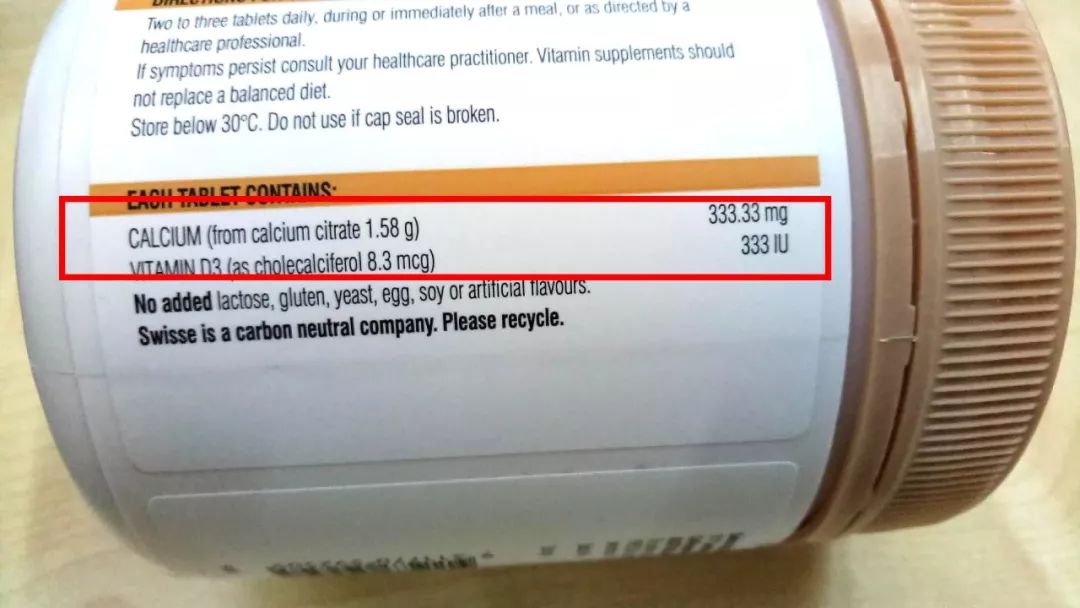 Two to three tablets daily, during or immediately after a meal, or as directed by a
healthcare professional.
If symptoms persist consult your healthcare practitioner. Vitamin supplements should
not replace a balanced diet.
Store below 30°C. Do not use if cap seal is broken.
EACH TABLET CONTAINS:
CALCIUM (from calcium citrate 1.58 g) 333.33 mg
VITAMIN D3 (as cholecalciferol 8.3 mcg) 333 IU
No added lactose, gluten, yeast, egg, soy or artificial flavours.
Swisse is a carbon neutral company. Please recycle.